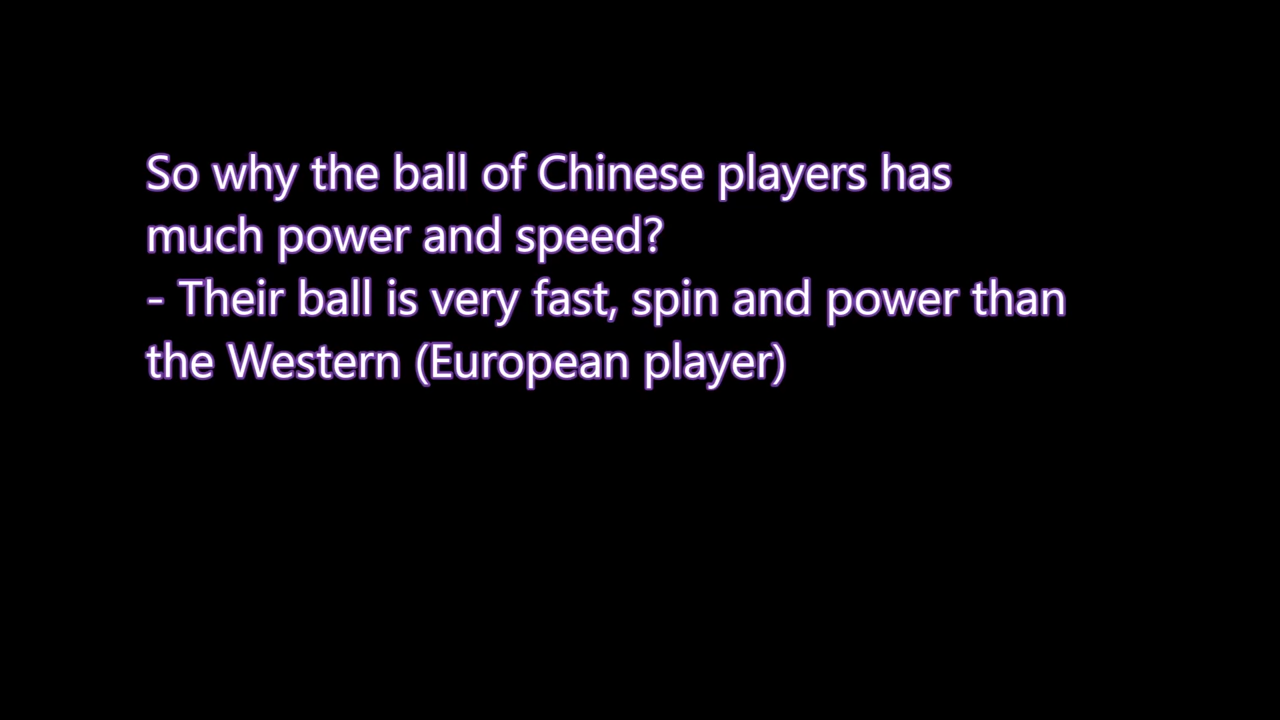 So why the ball of Chinese players has
much power and speed?
- Their ball is very fast, spin and power than
the Western (European player)